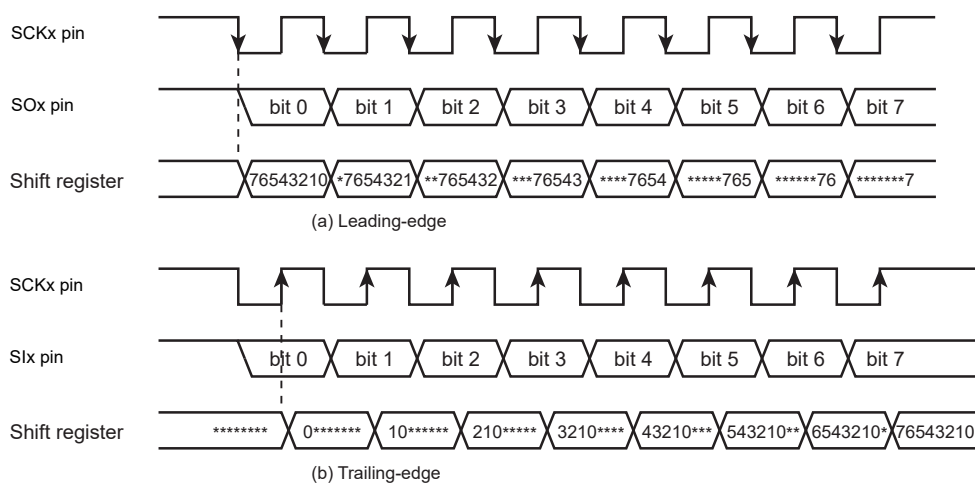 SCKx pin
SOx pin bit 0 bit 1 bit 2 bit 3 bit 4 bit 5 bit 6 bit 7
Shift register 76543210 *7654321 **765432 ***76543 ****7654 *****765 ******76 *******7
(a) Leading-edge
SCKx pin
SIx pin bit 0 bit 1 bit 2 bit 3 bit 4 bit 5 bit 6 bit 7
Shift register ******** 0******* 10****** 210***** 3210**** 43210*** 543210** 6543210* 76543210
(b) Trailing-edge